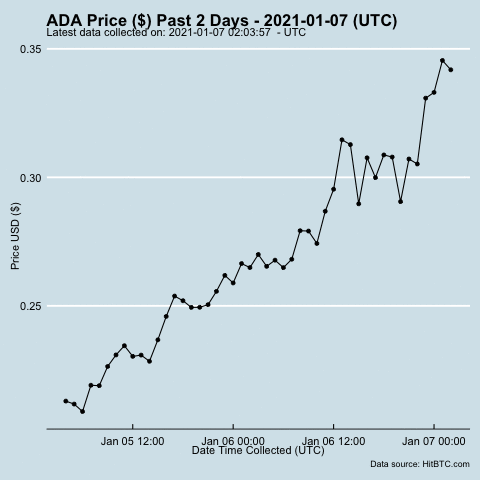 ADA Price ($) Past 2 Days - 2021-01-07 (UTC)
Latest data collected on: 2021-01-07 02:03:57 - UTC
0.35
0.30
0.25
Price USD ($)
Jan 05 12:00 Jan 06 00:00 Jan 06 12:00 Jan 07 00:00
Date Time Collected (UTC)
Data source: HitBTC.com